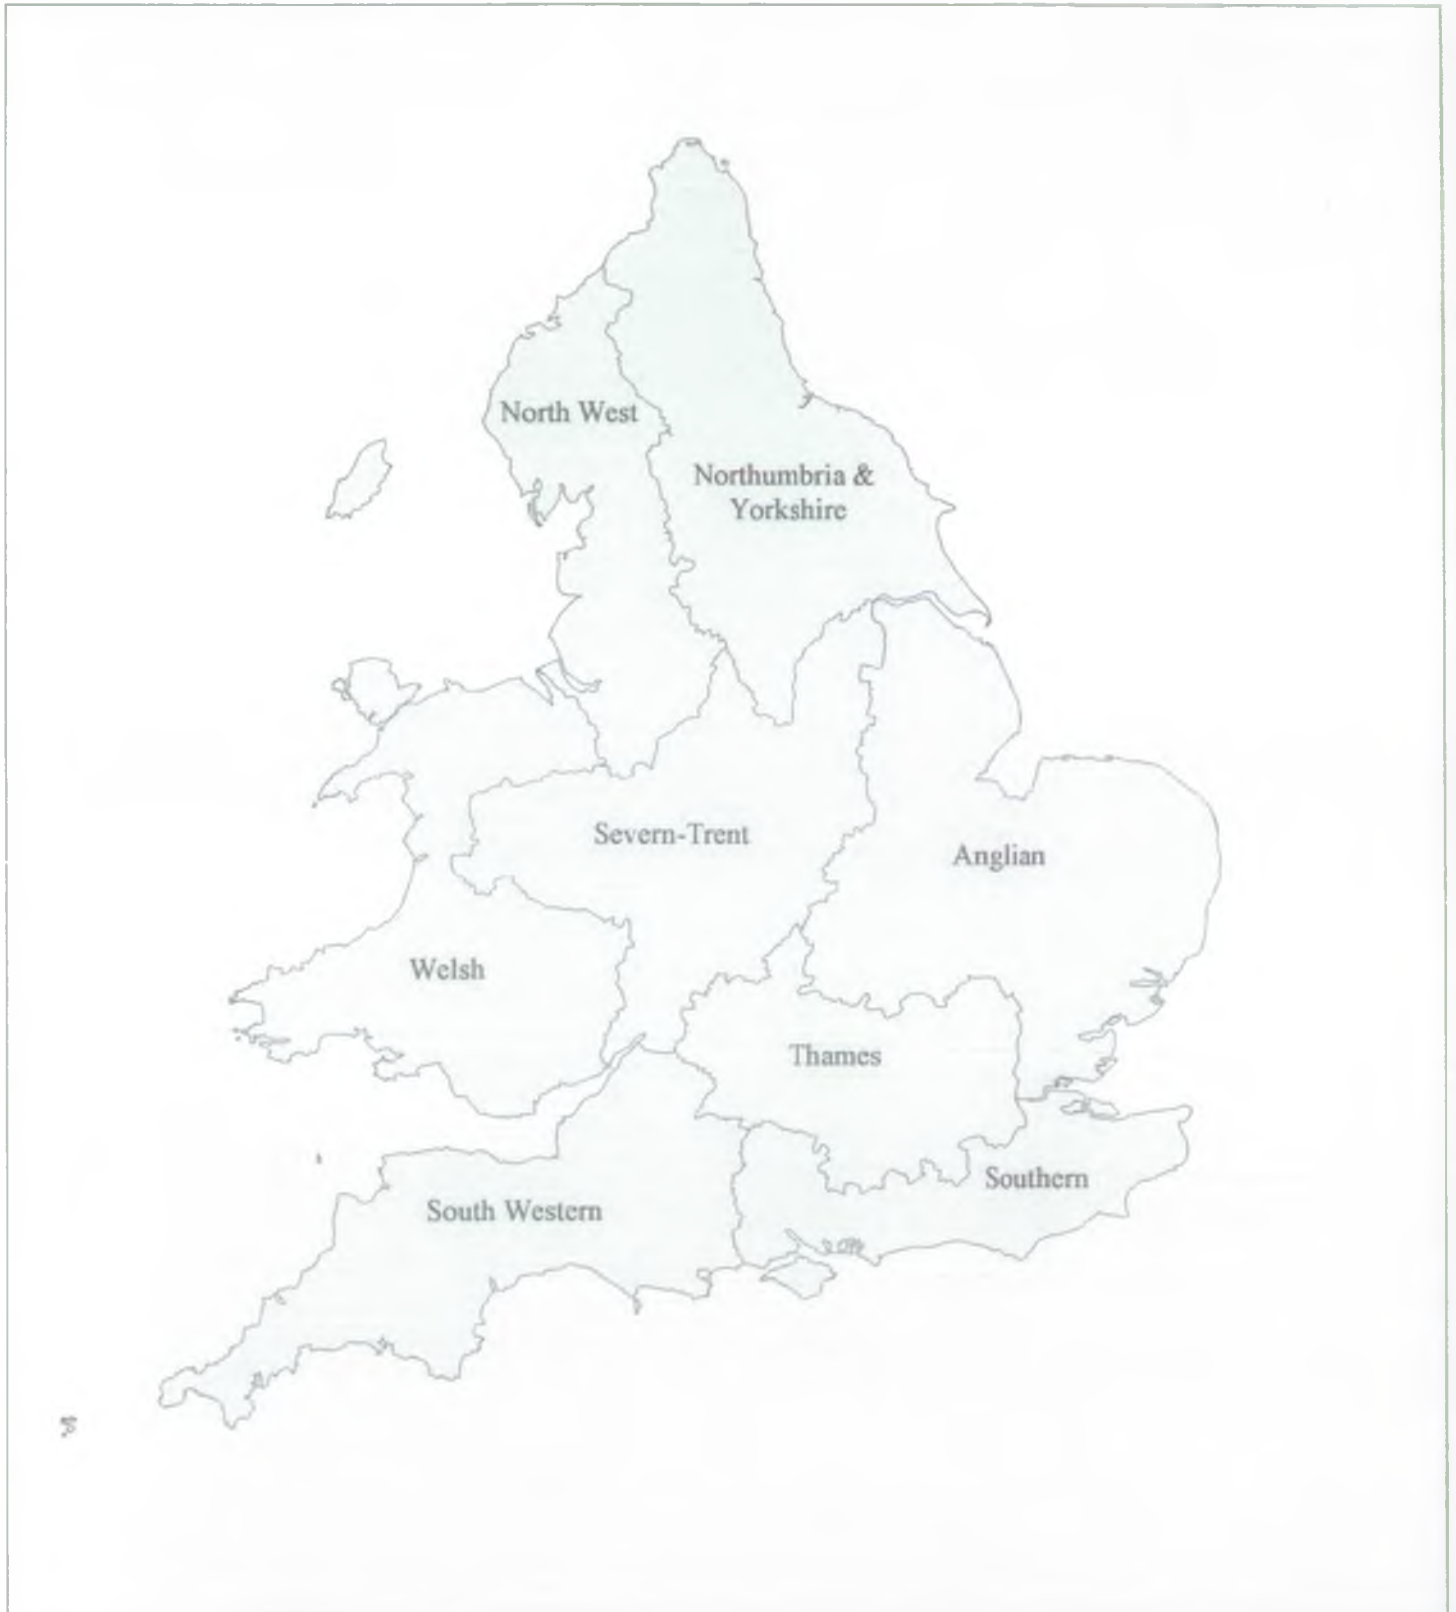 North West
Northumbria &
Yorkshire
Severn-Trent
Anglian
Welsh
Thames
Southern
South Western